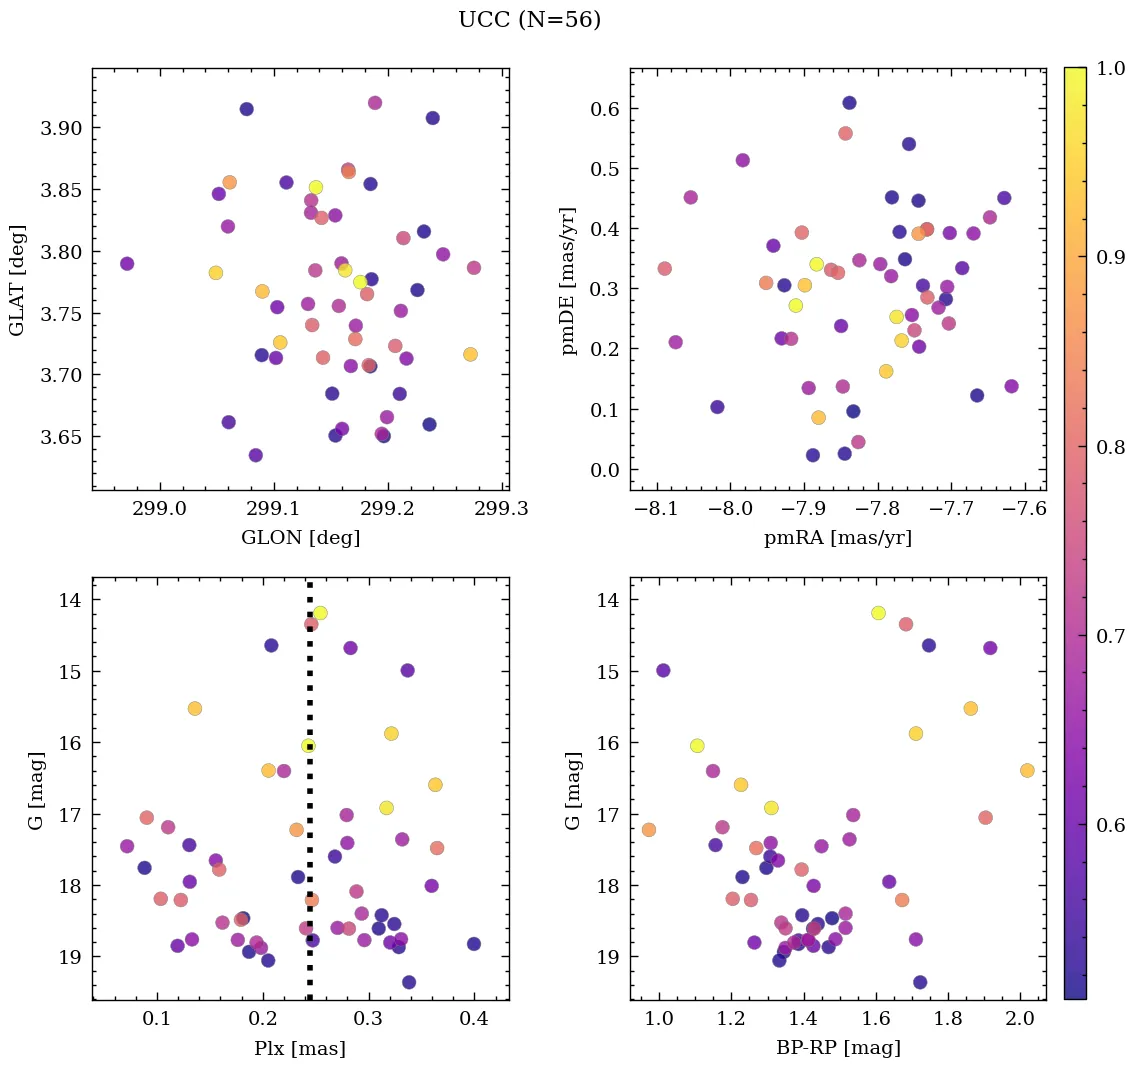 UCC (N=56)
3.90
3.85
3.80
3.75
3.70
3.65
GLAT [deg]
299.0 299.1 299.2 299.3
GLON [deg]
0.6
0.5
0.4
0.3
0.2
0.1
0.0
pmDE [mas/yr]
−8.1 −8.0 −7.9 −7.8 −7.7 −7.6
pmRA [mas/yr]
14
15
16
17
18
19
G [mag]
0.1 0.2 0.3 0.4
Plx [mas]
14
15
16
17
18
19
G [mag]
1.0 1.2 1.4 1.6 1.8 2.0
BP-RP [mag]
1.0
0.9
0.8
0.7
0.6